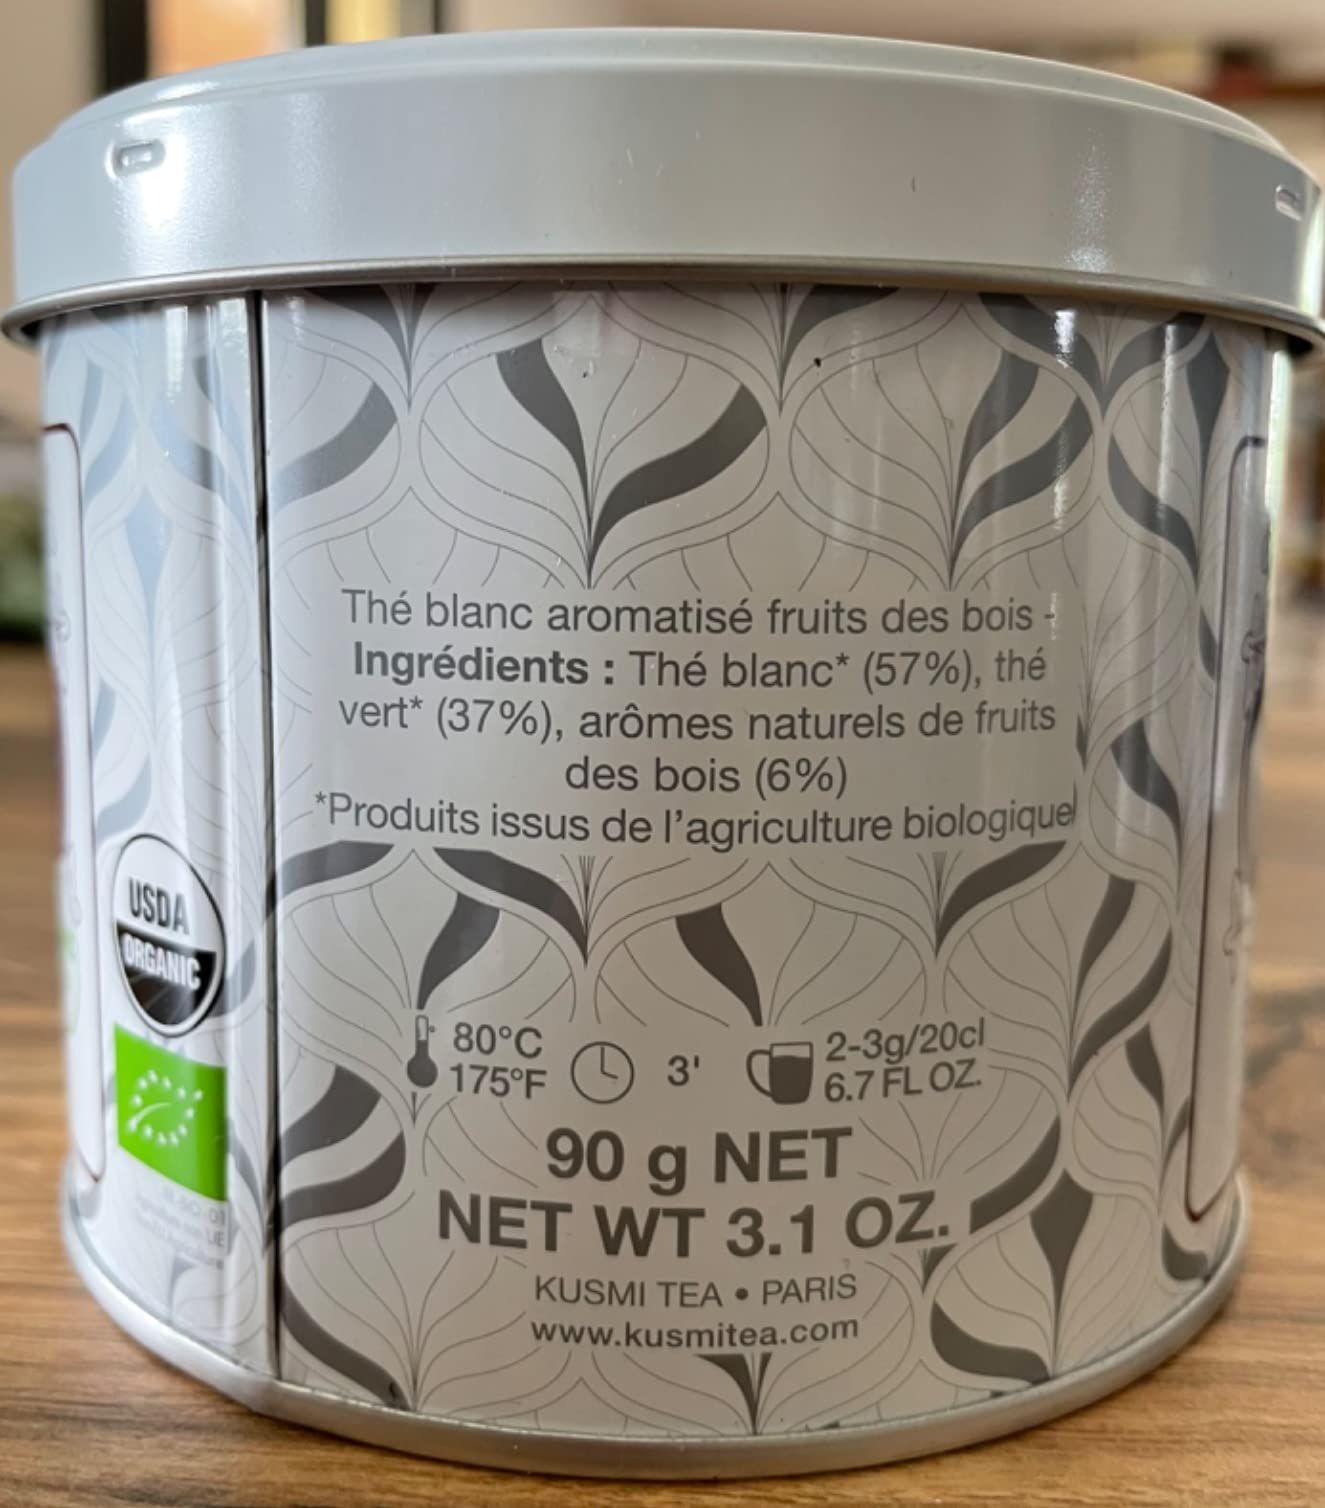 Thé blanc aromatisé fruits des bois -
Ingrédients : Thé blanc* (57%), thé
vert* (37%), arômes naturels de fruits
des bois (6%)
*Produits issus de l'agriculture biologique
USDA
ORGANIC
80°C
175°F
3'
2-3g/20cl
6.7 FL OZ.
90 g NET
NET WT 3.1 OZ.
KUSMI TEA • PARIS
www.kusmitea.com